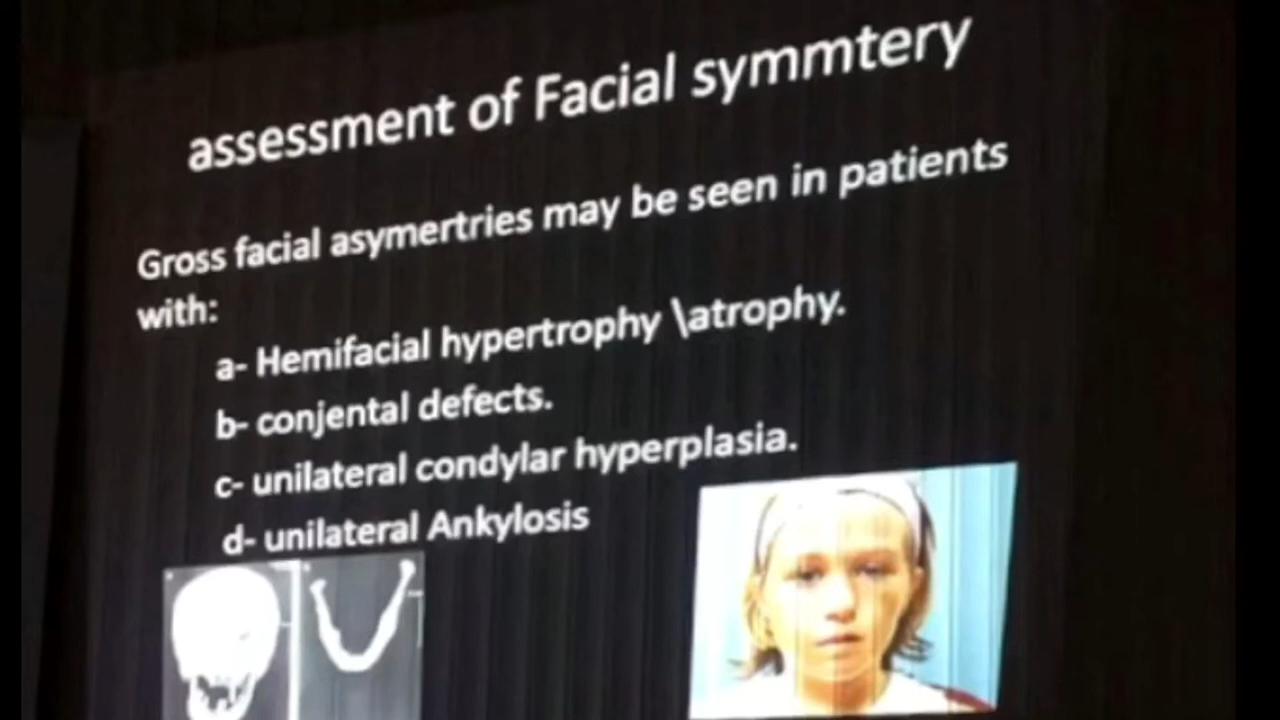 assessment of Facial symmtery
Gross facial asymertries may be seen in patients
with:
a- Hemifacial hypertrophy \atrophy.
b- conjental defects.
c- unilateral condylar hyperplasia.
d- unilateral Ankylosis